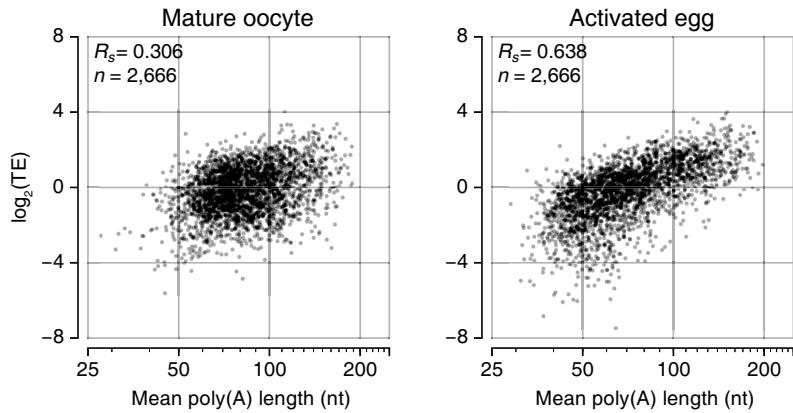 Mature oocyte
R_s= 0.306
n = 2,666
8
4
0
−4
−8
log₂(TE)
25 50 100 200
Mean poly(A) length (nt)
Activated egg
R_s= 0.638
n = 2,666
8
4
0
−4
−8
25 50 100 200
Mean poly(A) length (nt)